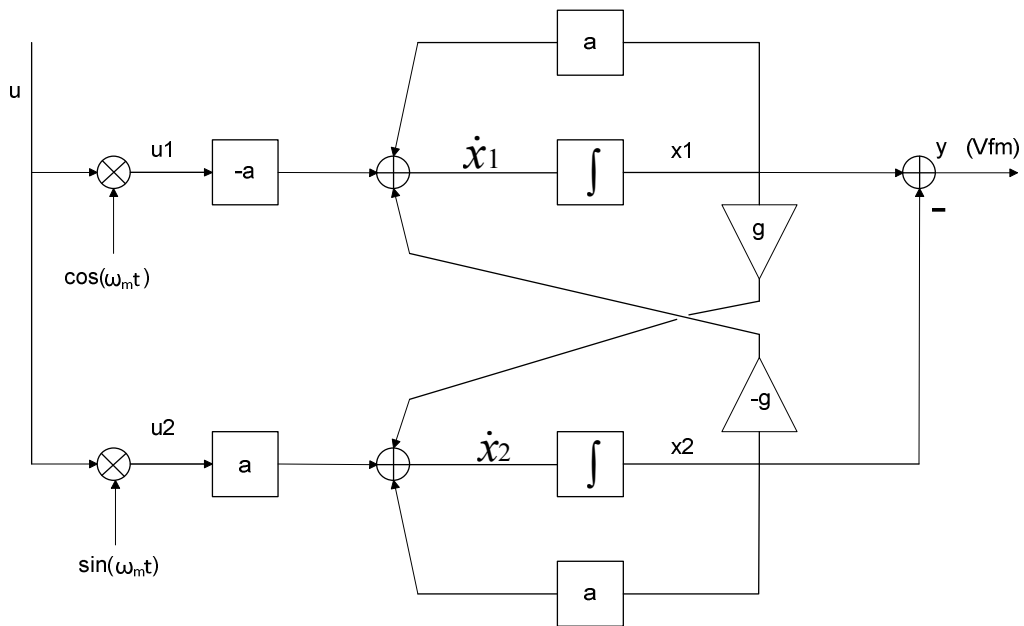 a
u
u1
-a
ẋ1
∫
x1
y (Vfm)
−
g
cos(ωmt)
-g
u2
a
ẋ2
∫
x2
sin(ωmt)
a